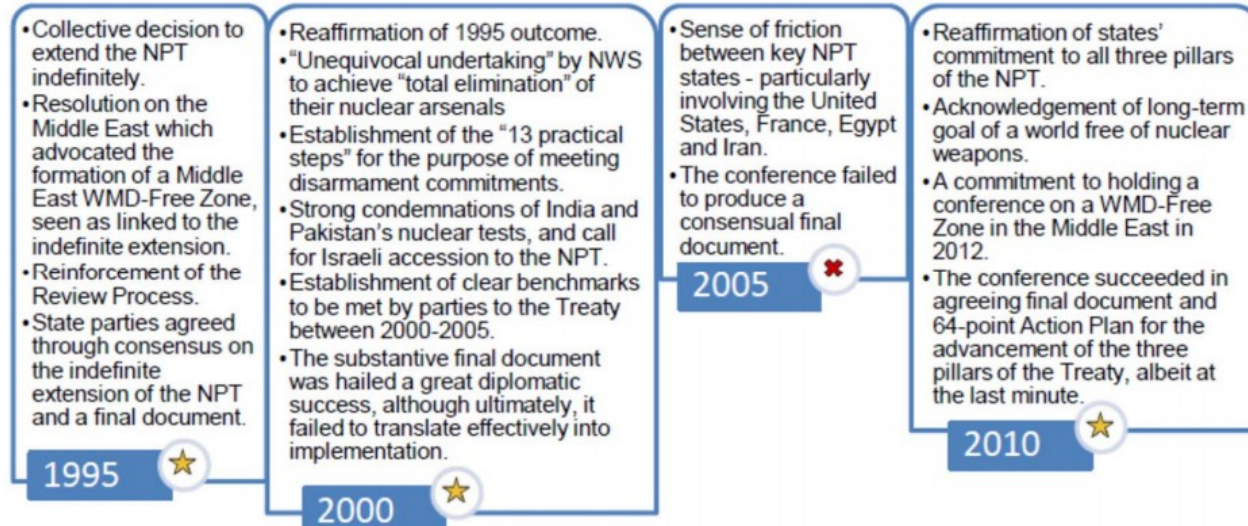 •Collective decision to
extend the NPT
indefinitely.
•Resolution on the
Middle East which
advocated the
formation of a Middle
East WMD-Free Zone,
seen as linked to the
indefinite extension.
•Reinforcement of the
Review Process.
•State parties agreed
through consensus on
the indefinite
extension of the NPT
and a final document.
1995
•Reaffirmation of 1995 outcome.
•“Unequivocal undertaking” by NWS
to achieve “total elimination” of
their nuclear arsenals
•Establishment of the “13 practical
steps” for the purpose of meeting
disarmament commitments.
•Strong condemnations of India and
Pakistan’s nuclear tests, and call
for Israeli accession to the NPT.
•Establishment of clear benchmarks
to be met by parties to the Treaty
between 2000-2005.
•The substantive final document
was hailed a great diplomatic
success, although ultimately, it
failed to translate effectively into
implementation.
2000
•Sense of friction
between key NPT
states - particularly
involving the United
States, France, Egypt
and Iran.
•The conference failed
to produce a
consensual final
document.
2005
•Reaffirmation of states’
commitment to all three pillars
of the NPT.
•Acknowledgement of long-term
goal of a world free of nuclear
weapons.
•A commitment to holding a
conference on a WMD-Free
Zone in the Middle East in
2012.
•The conference succeeded in
agreeing final document and
64-point Action Plan for the
advancement of the three
pillars of the Treaty, albeit at
the last minute.
2010